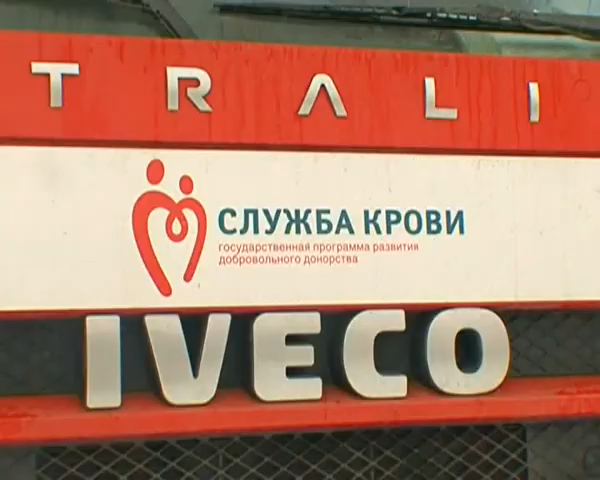 TRALI
СЛУЖБА КРОВИ
государственная программа развития
добровольного донорства
IVECO